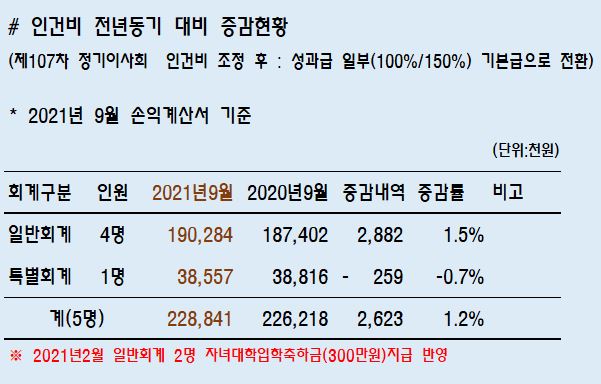 # 인건비 전년동기 대비 증감현황
(제107차 정기이사회 인건비 조정 후 : 성과급 일부(100%/150%) 기본급으로 전환)
* 2021년 9월 손익계산서 기준
(단위:천원)
회계구분 인원 2021년9월 2020년9월 증감내역 증감률 비고
일반회계 4명 190,284 187,402 2,882 1.5%
특별회계 1명 38,557 38,816 - 259 -0.7%
계(5명) 228,841 226,218 2,623 1.2%
※ 2021년2월 일반회계 2명 자녀대학입학축하금(300만원)지급 반영